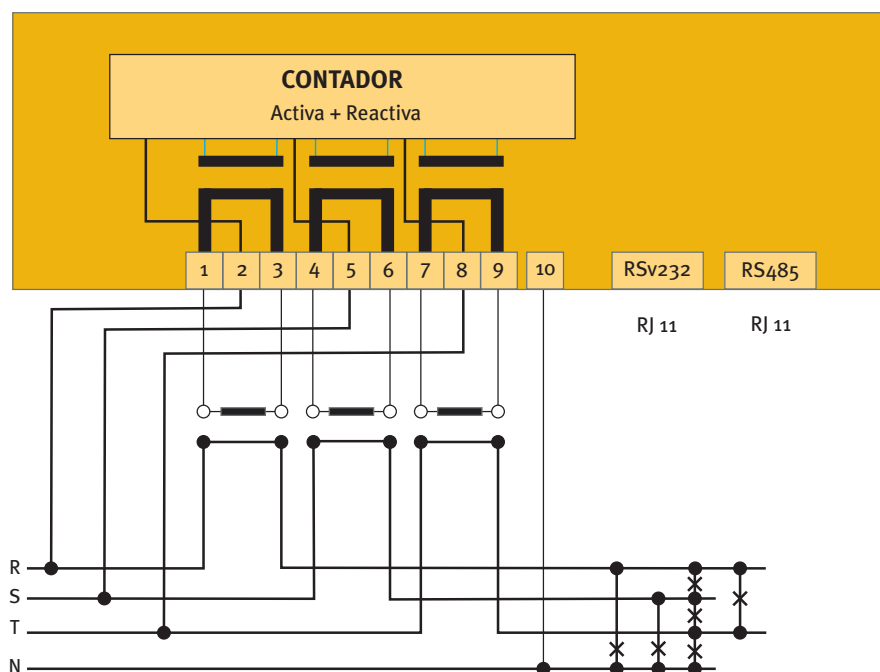 CONTADOR
Activa + Reactiva
1 2 3 4 5 6 7 8 9 10 RSv232 RS485
RJ 11 RJ 11
R
S
T
N